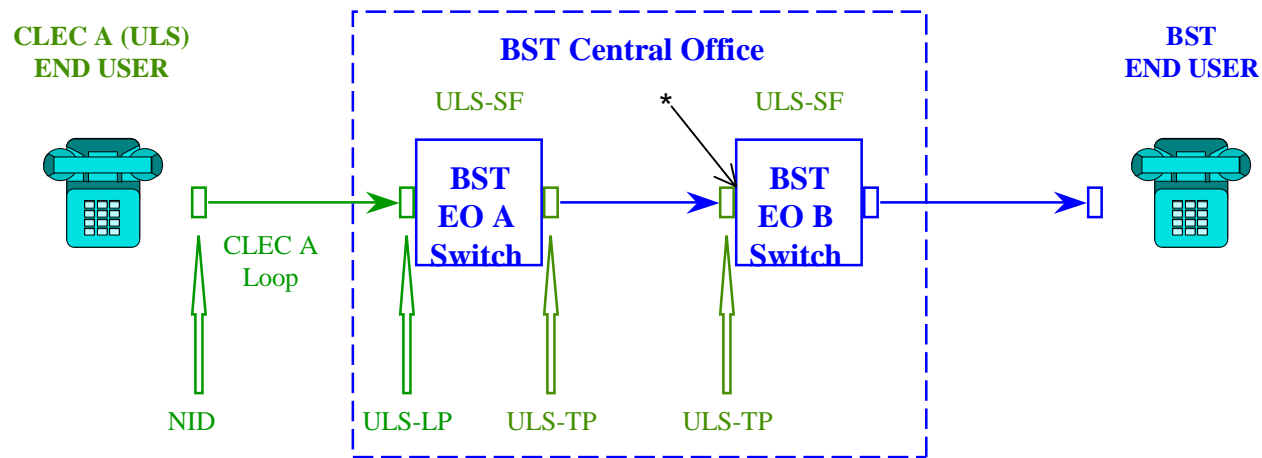 CLEC A (ULS)
END USER
BST Central Office
BST
END USER
ULS-SF
*
ULS-SF
BST
EO A
Switch
BST
EO B
Switch
CLEC A
Loop
NID
ULS-LP
ULS-TP
ULS-TP